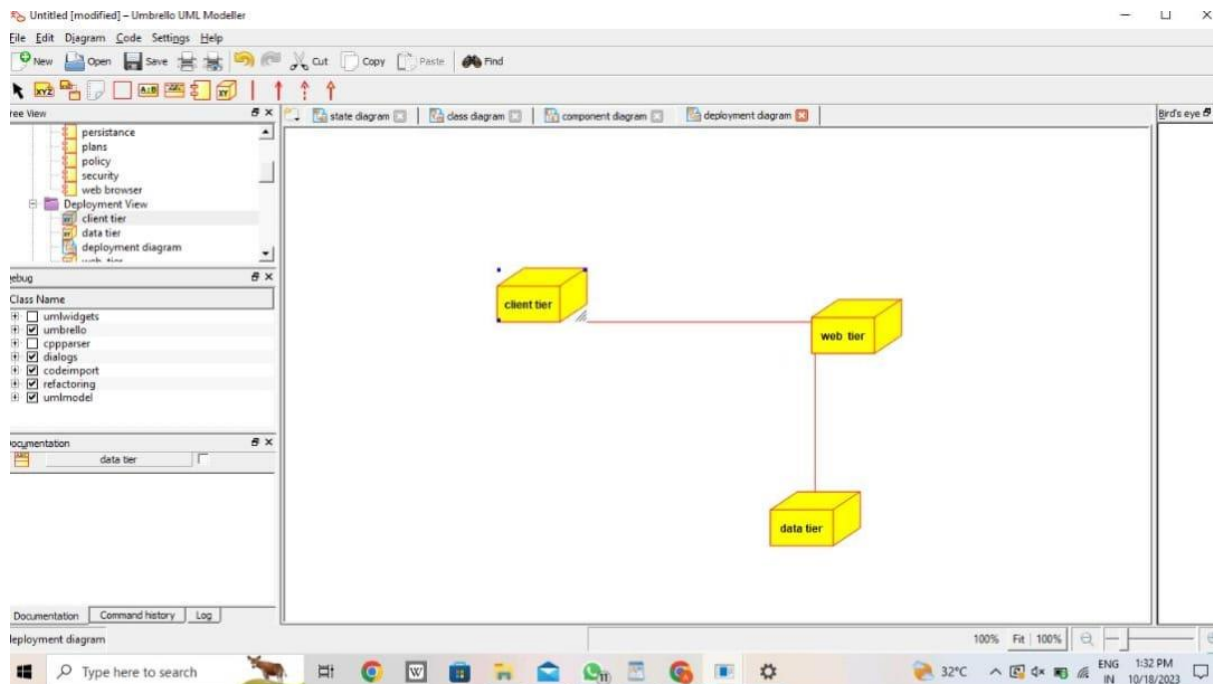 Untitled [modified] – Umbrello UML Modeller
File Edit Diagram Code Settings Help
New Open Save Cut Copy Paste Find
ree View
state diagram class diagram component diagram deployment diagram
Bird's eye
persistance
plans
policy
security
web browser
Deployment View
client tier
data tier
deployment diagram
web tier
ebug
Class Name
umlwidgets
umbrello
cppparser
dialogs
codeimport
refactoring
umlmodel
ocumentation
data tier
client tier
web tier
data tier
Documentation Command history Log
deployment diagram
100% Fit 100%
Type here to search
W
11
32°C
ENG
IN
1:32 PM
10/18/2023